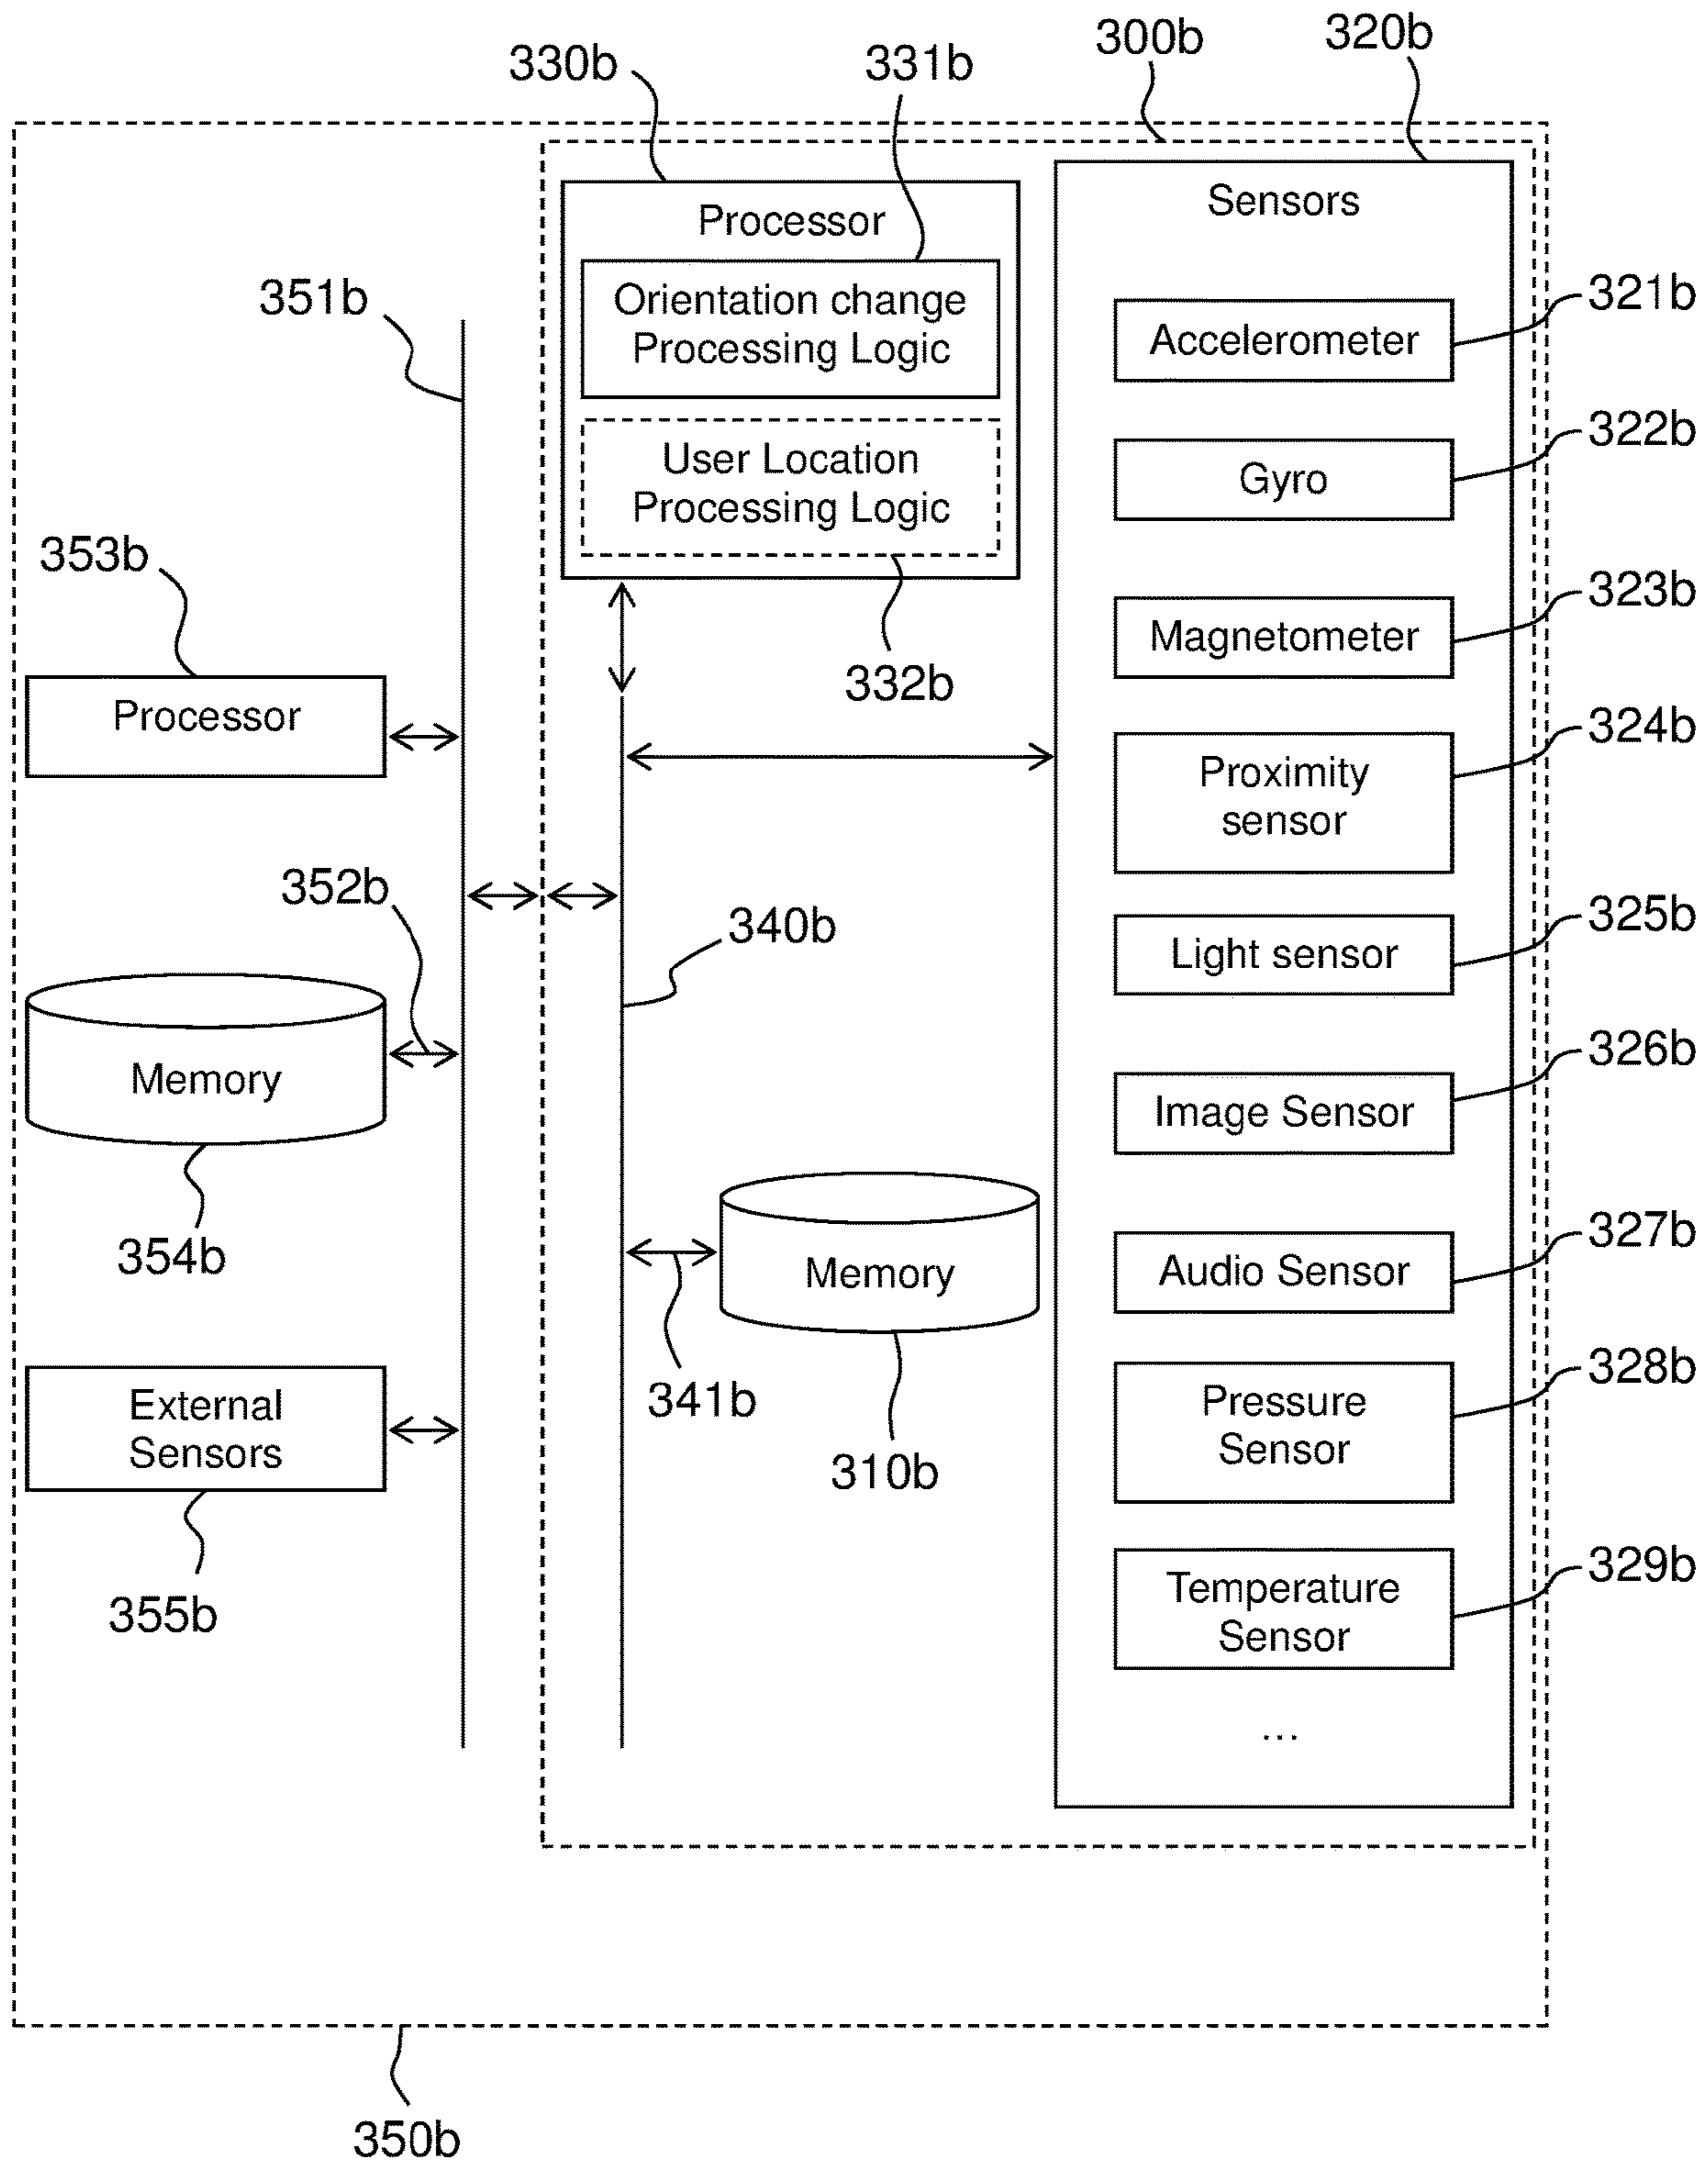 300b
320b
330b
331b
Sensors
Processor
351b
Orientation change
Processing Logic
321b
Accelerometer
User Location
Processing Logic
322b
Gyro
353b
323b
Magnetometer
332b
Processor
324b
Proximity
sensor
352b
340b
325b
Light sensor
Memory
326b
Image Sensor
354b
327b
Audio Sensor
Memory
External
Sensors
341b
328b
Pressure
Sensor
310b
355b
329b
Temperature
Sensor
...
350b